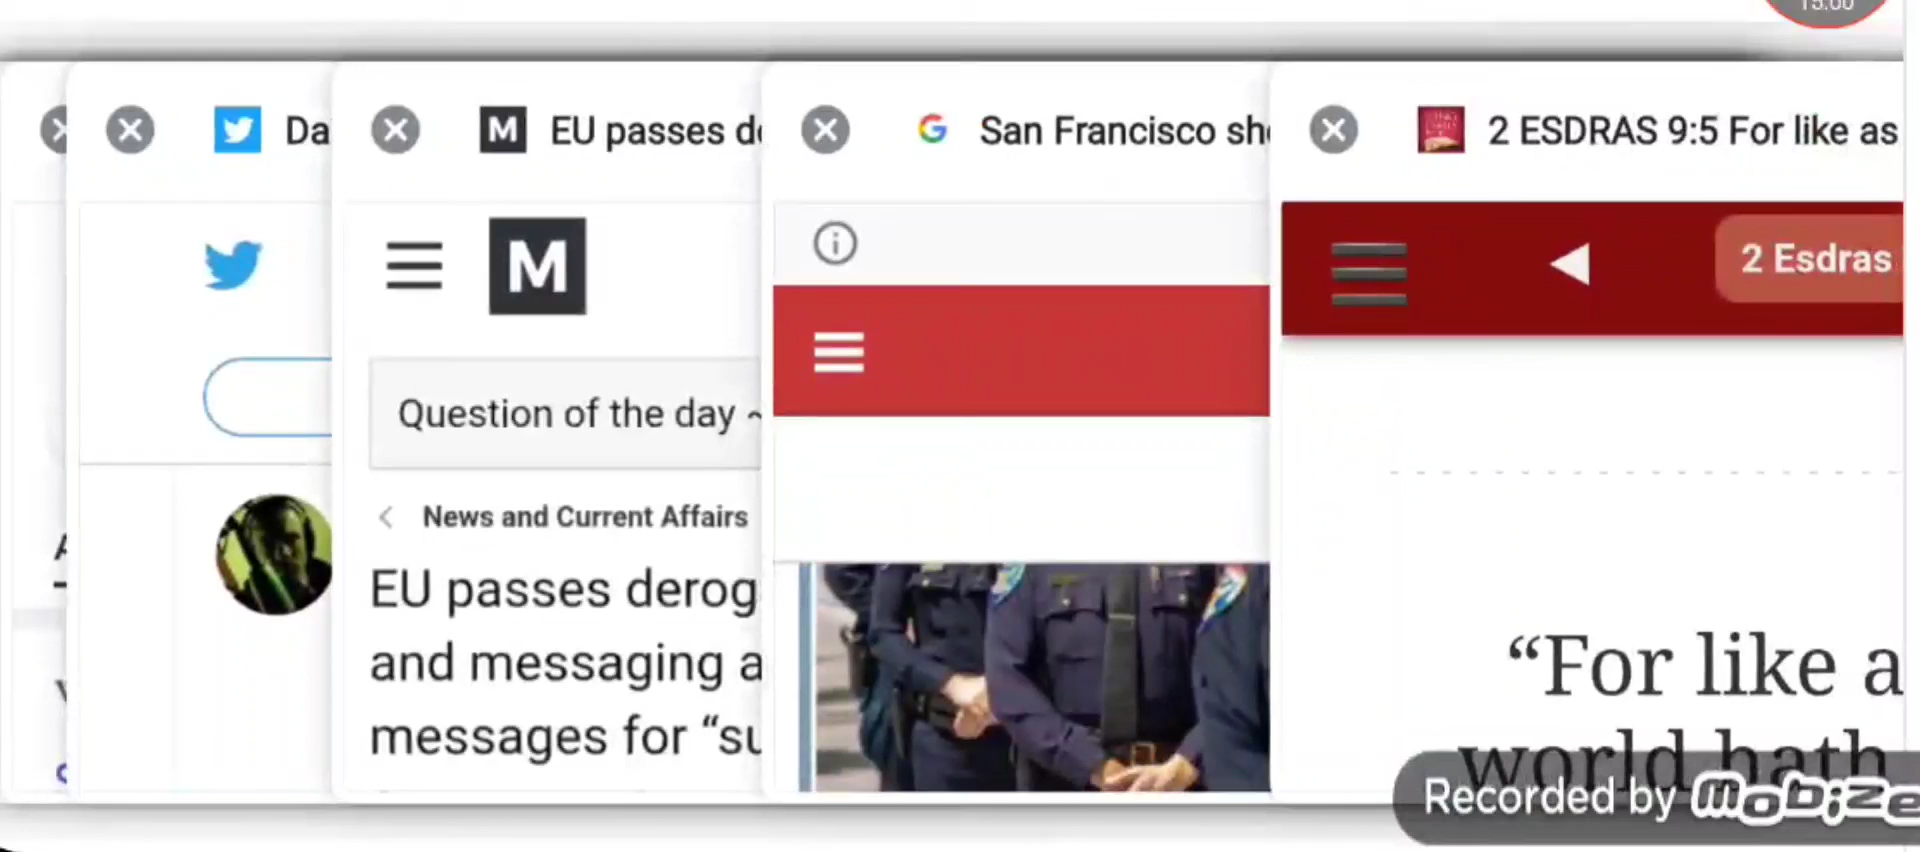 15:00
Da
M EU passes de
San Francisco sh
2 ESDRAS 9:5 For like as
M
2 Esdras
Question of the day ~
News and Current Affairs
EU passes derog
and messaging a
messages for “su
“For like a
world hath
Recorded by mobize